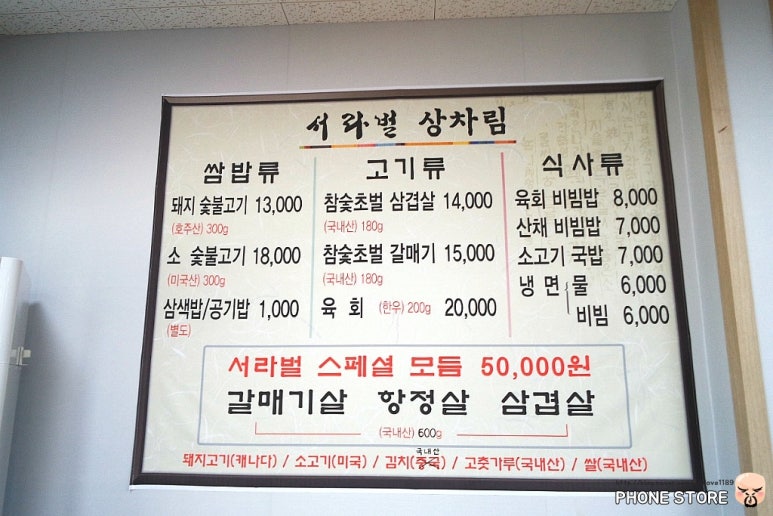 서라벌 상차림
쌈밥류
돼지 숯불고기 13,000
(호주산) 300g
소 숯불고기 18,000
(미국산) 300g
삼색밥/공기밥 1,000
(별도)
고기류
참숯초벌 삼겹살 14,000
(국내산) 180g
참숯초벌 갈매기 15,000
(국내산) 180g
육 회 (한우) 200g 20,000
식사류
육회 비빔밥 8,000
산채 비빔밥 7,000
소고기 국밥 7,000
냉 면 물 6,000
비빔 6,000
서라벌 스페셜 모듬 50,000원
갈매기살 항정살 삼겹살
(국내산) 600g
국내산
돼지고기(캐나다) / 소고기(미국) / 김치(중국) / 고춧가루(국내산) / 쌀(국내산)
PHONE STORE